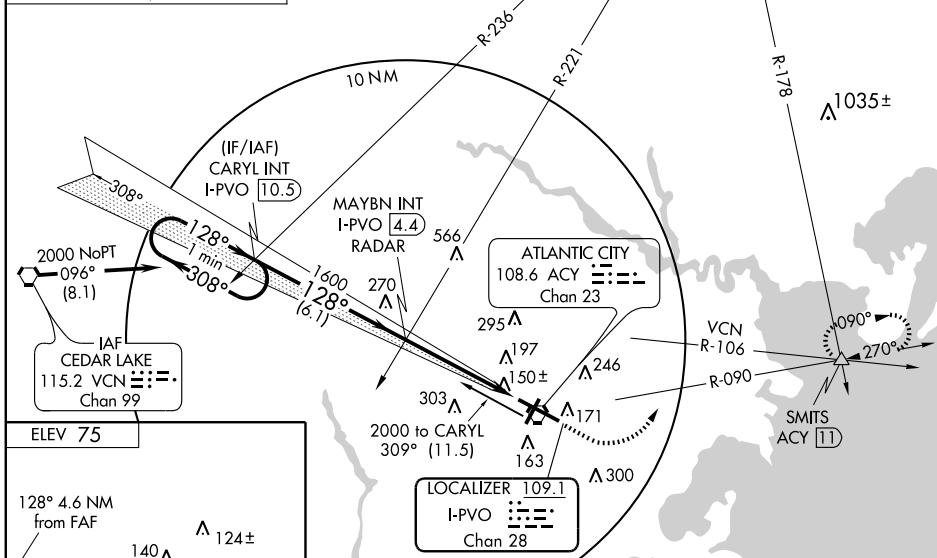 R-236
R-221
R-178
10 NM
1035±
(IF/IAF)
CARYL INT
I-PVO 10.5
308°
MAYBN INT
I-PVO 4.4
RADAR
128°
1 min
308°
566
2000 NoPT
096°
(8.1)
1600
128°
(6.1)
270
ATLANTIC CITY
108.6 ACY
Chan 23
295
197
150±
246
VCN
R-106
090°
270°
R-090
IAF
CEDAR LAKE
115.2 VCN
Chan 99
303
171
2000 to CARYL
309° (11.5)
163
SMITS
ACY 11
300
ELEV 75
LOCALIZER 109.1
I-PVO
Chan 28
128° 4.6 NM
from FAF
124±
140